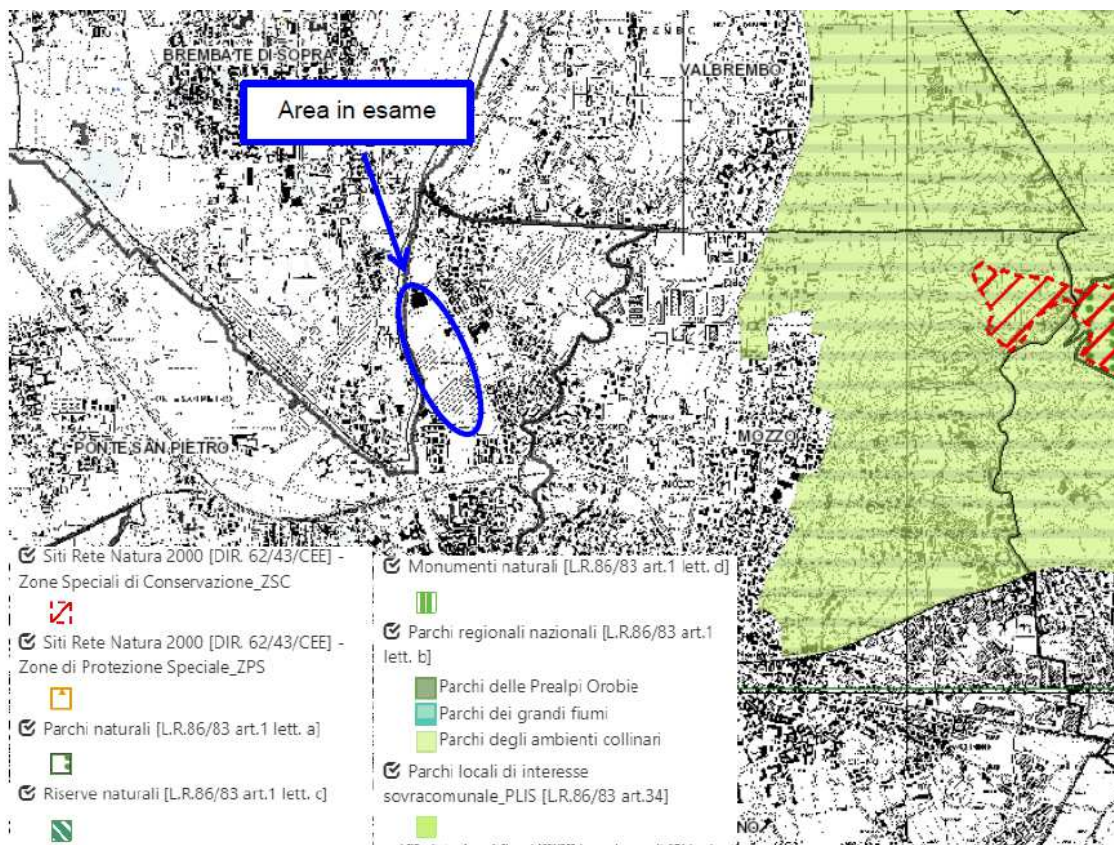 BREMBATE DI SOPRA
VALBREMBO
Area in esame
PONTE SAN PIETRO
MOZZO
Siti Rete Natura 2000 [DIR. 62/43/CEE] -
Zone Speciali di Conservazione_ZSC
Siti Rete Natura 2000 [DIR. 62/43/CEE] -
Zone di Protezione Speciale_ZPS
Parchi naturali [L.R.86/83 art.1 lett. a]
Riserve naturali [L.R.86/83 art.1 lett. c]
Monumenti naturali [L.R.86/83 art.1 lett. d]
Parchi regionali nazionali [L.R.86/83 art.1
lett. b]
Parchi delle Prealpi Orobie
Parchi dei grandi fiumi
Parchi degli ambienti collinari
Parchi locali di interesse
sovracomunale_PLIS [L.R.86/83 art.34]